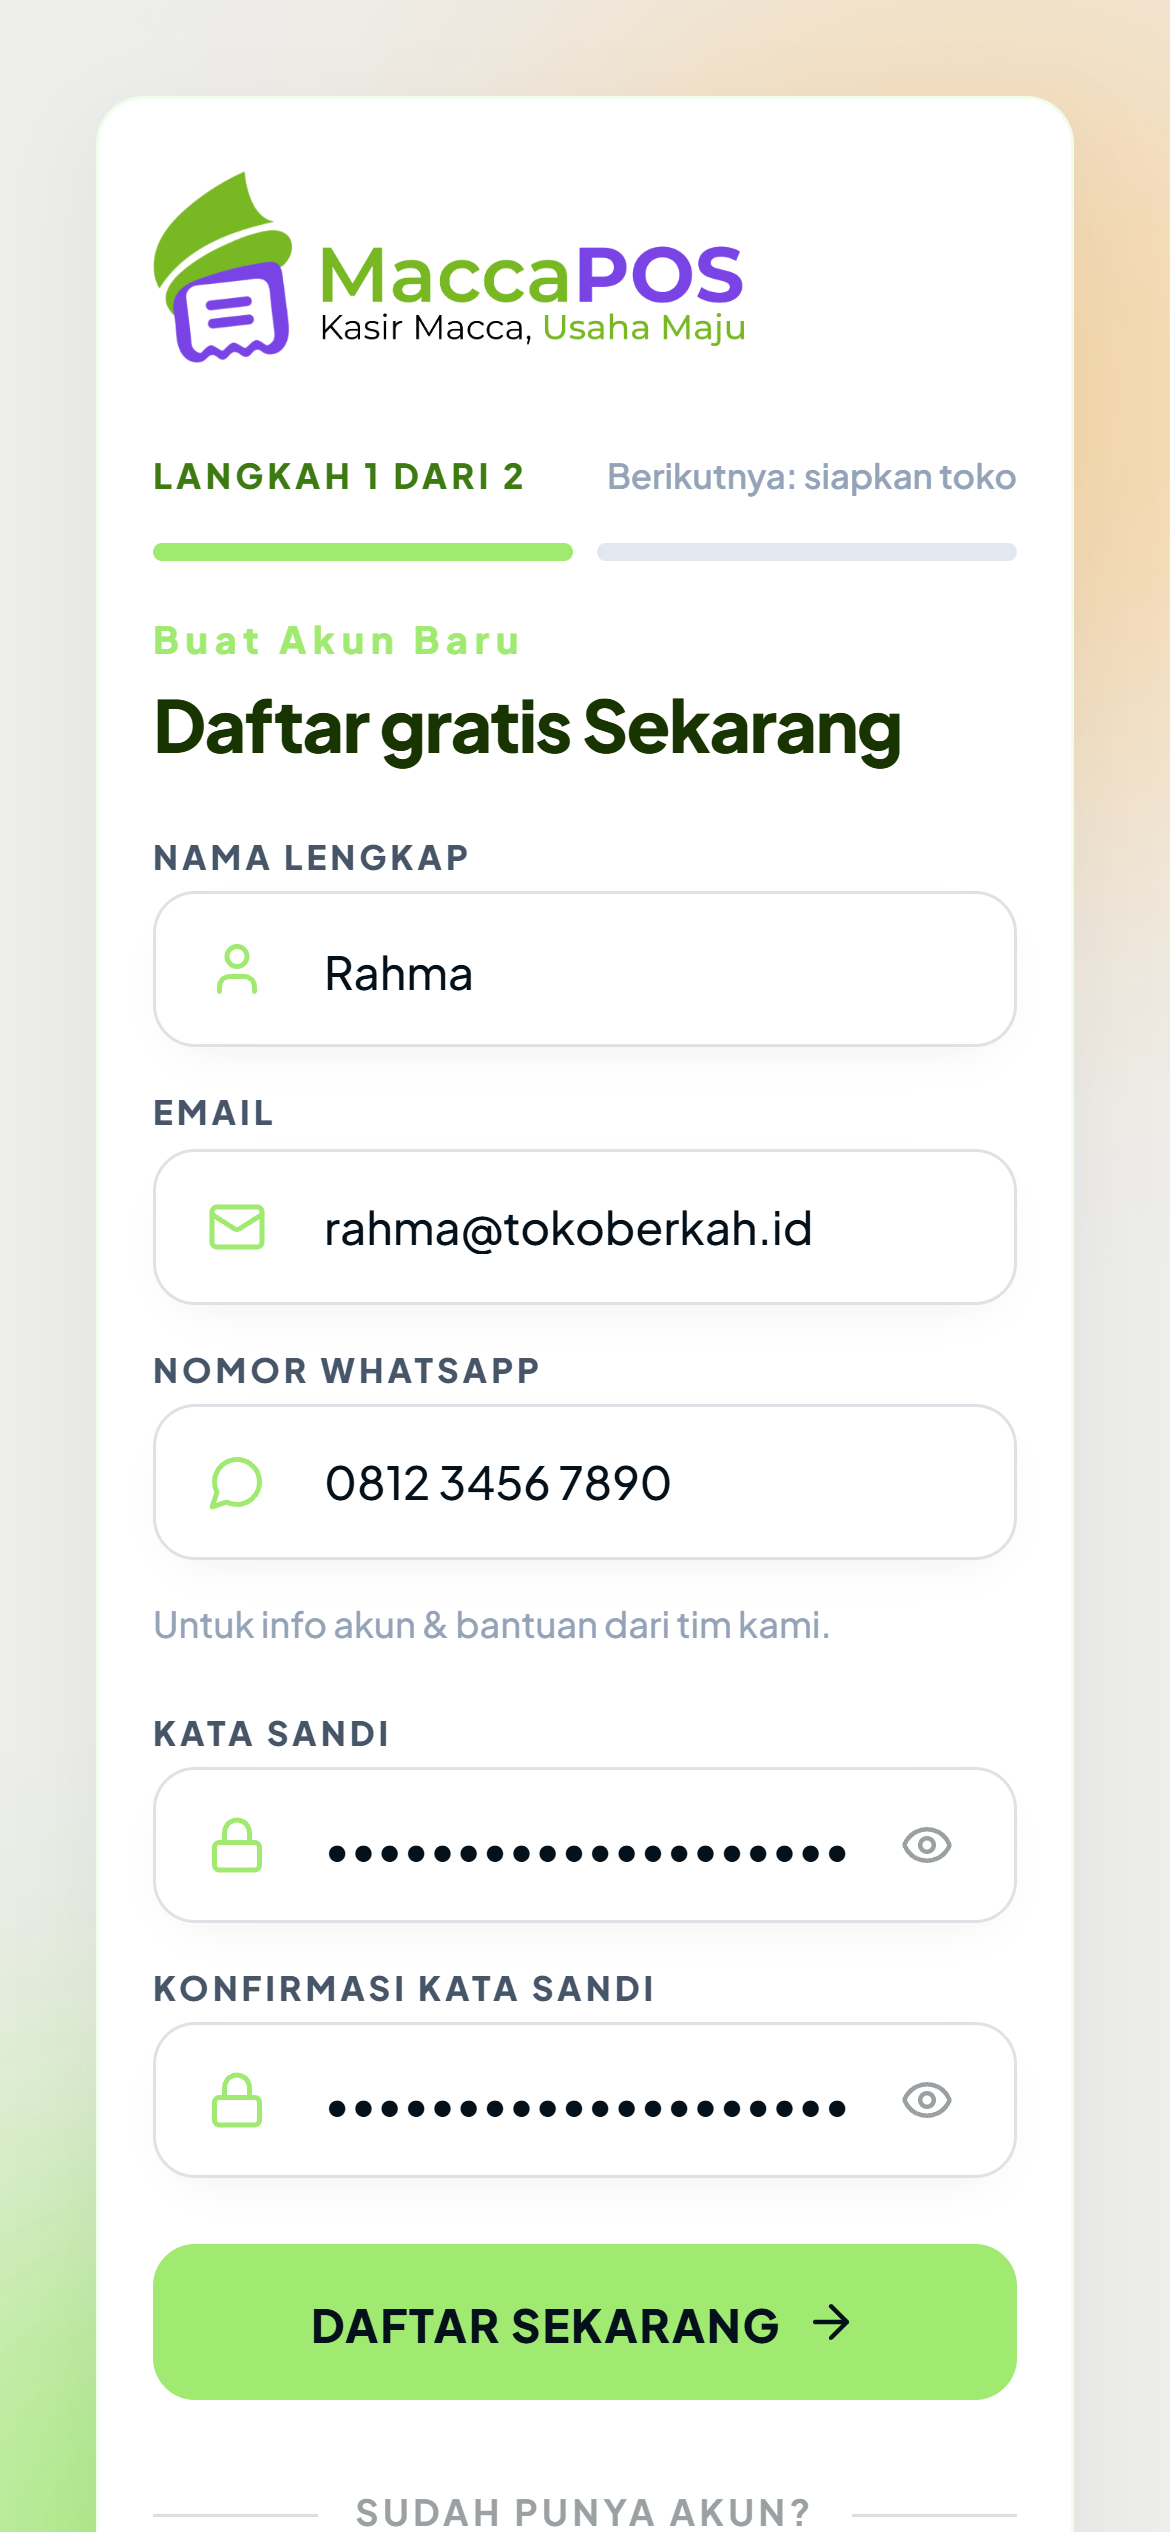 MaccaPOS
Kasir Macca, Usaha Maju
LANGKAH 1 DARI 2
Berikutnya: siapkan toko
Buat Akun Baru
Daftar gratis Sekarang
NAMA LENGKAP
Rahma
EMAIL
rahma@tokoberkah.id
NOMOR WHATSAPP
0812 3456 7890
Untuk info akun & bantuan dari tim kami.
KATA SANDI
••••••••••••••••••••
KONFIRMASI KATA SANDI
••••••••••••••••••••
DAFTAR SEKARANG →
SUDAH PUNYA AKUN?